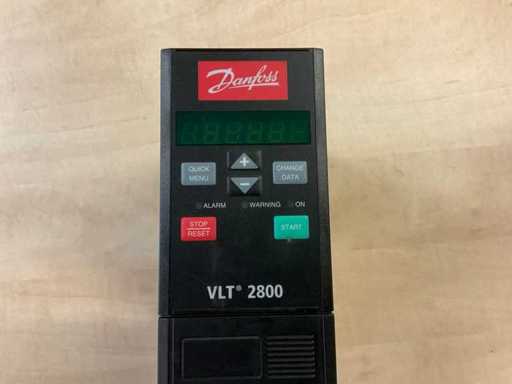 Danfoss
QUICK MENU
+
CHANGE DATA
-
ALARM WARNING ON
STOP RESET
START
VLT® 2800